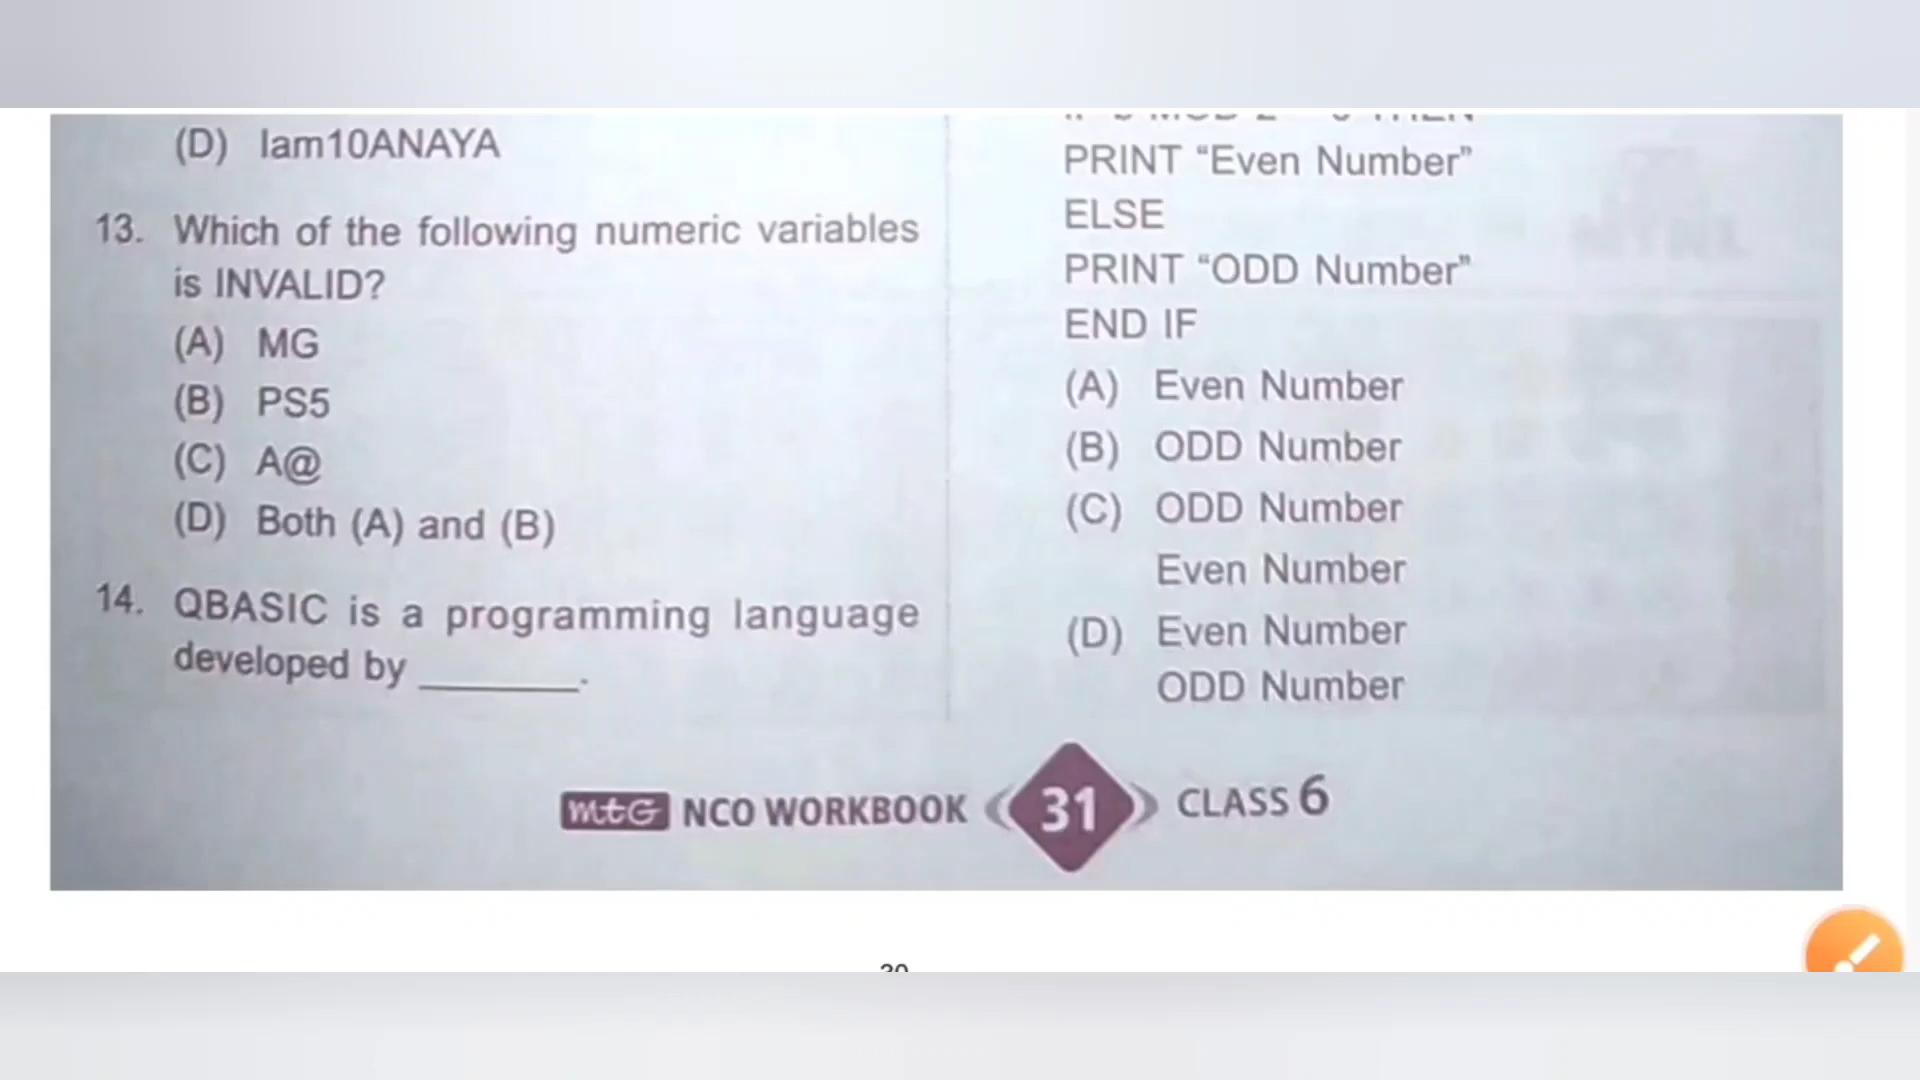 (D) Iam10ANAYA
13. Which of the following numeric variables
is INVALID?
(A) MG
(B) PS5
(C) A@
(D) Both (A) and (B)
14. QBASIC is a programming language
developed by ________.
PRINT “Even Number”
ELSE
PRINT “ODD Number”
END IF
(A) Even Number
(B) ODD Number
(C) ODD Number
Even Number
(D) Even Number
ODD Number
mtG NCO WORKBOOK 31 CLASS 6